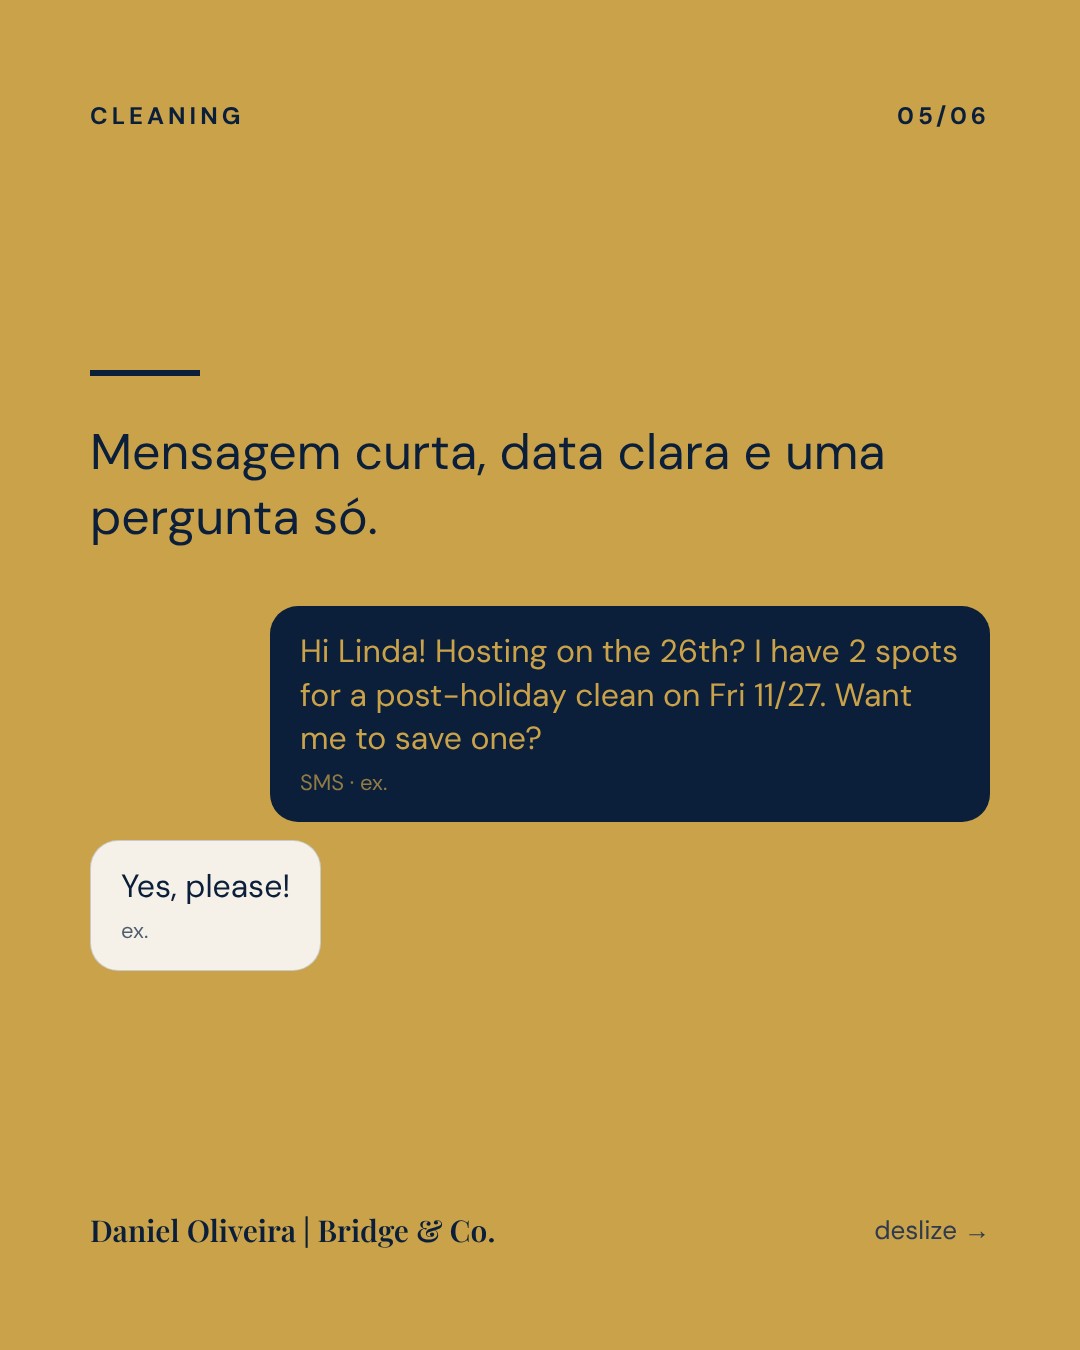 CLEANING
05/06
Mensagem curta, data clara e uma
pergunta só.
Hi Linda! Hosting on the 26th? I have 2 spots
for a post-holiday clean on Fri 11/27. Want
me to save one?
SMS · ex.
Yes, please!
ex.
Daniel Oliveira | Bridge & Co.
deslize →